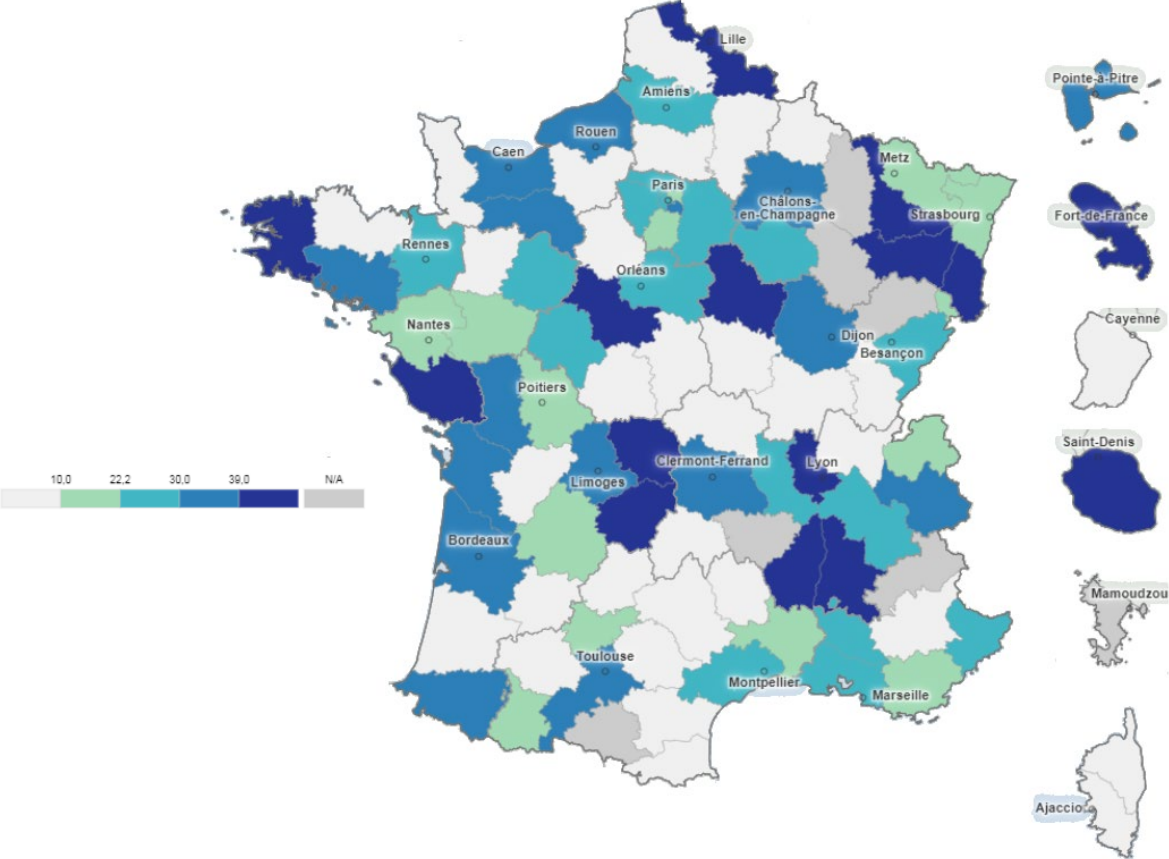 Lille
Pointe-à-Pitre
Amiens
Rouen
Caen
Metz
Paris
Châlons-
en-Champagne
Strasbourg
Fort-de-France
Rennes
Orléans
Cayenne
Nantes
Dijon
Besançon
Poitiers
Saint-Denis
Clermont-Ferrand
Lyon
10,0 22,2 30,0 39,0 N/A
Limoges
Bordeaux
Mamoudzou
Toulouse
Montpellier
Marseille
Ajaccio